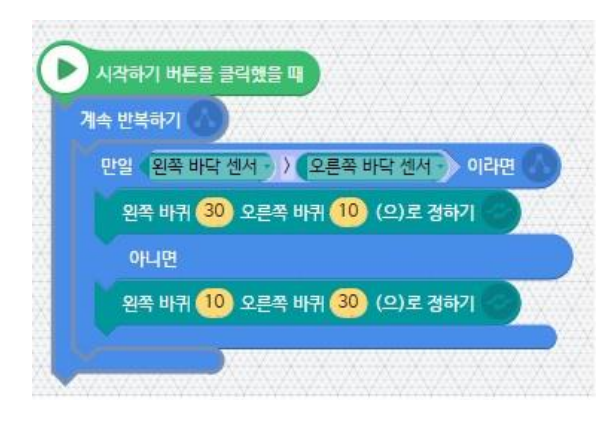 시작하기 버튼을 클릭했을 때
계속 반복하기
만일 왼쪽 바닥 센서 > 오른쪽 바닥 센서 이라면
왼쪽 바퀴 30 오른쪽 바퀴 10 (으)로 정하기
아니면
왼쪽 바퀴 10 오른쪽 바퀴 30 (으)로 정하기